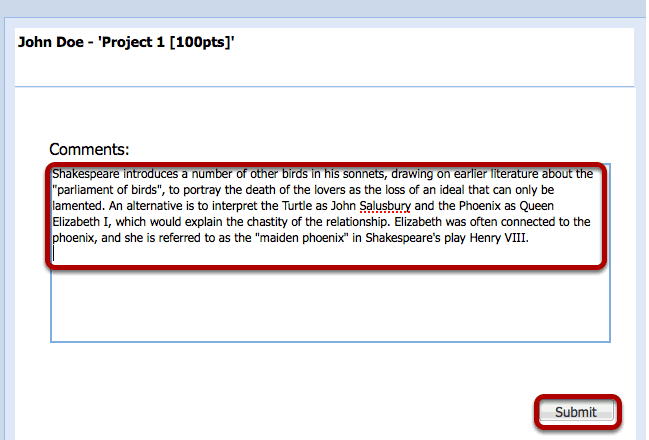 John Doe - 'Project 1 [100pts]'
Comments:
Shakespeare introduces a number of other birds in his sonnets, drawing on earlier literature about the
"parliament of birds", to portray the death of the lovers as the loss of an ideal that can only be
lamented. An alternative is to interpret the Turtle as John Salusbury and the Phoenix as Queen
Elizabeth I, which would explain the chastity of the relationship. Elizabeth was often connected to the
phoenix, and she is referred to as the "maiden phoenix" in Shakespeare's play Henry VIII.
Submit